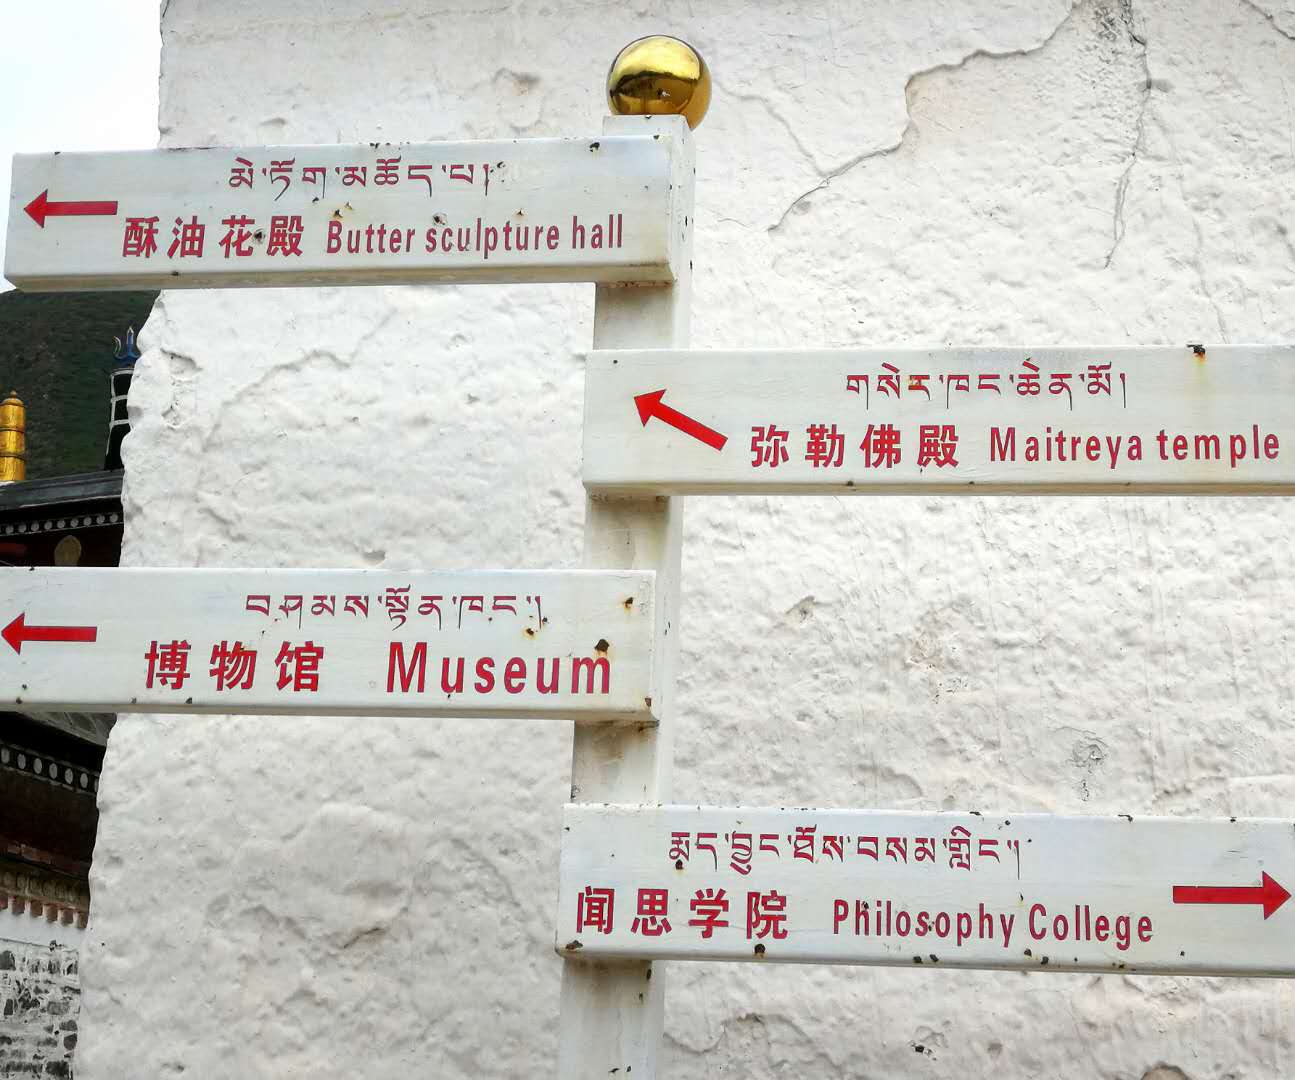 མེ་ཏོག་མཆོད་པ།
酥油花殿 Butter sculpture hall
གསེར་ཁང་ཆེན་མོ།
弥勒佛殿 Maitreya temple
བཤམས་སྟོན་ཁང་།
博物馆 Museum
མྱང་བྱུང་ཐོས་བསམ་གླིང་།
闻思学院 Philosophy College